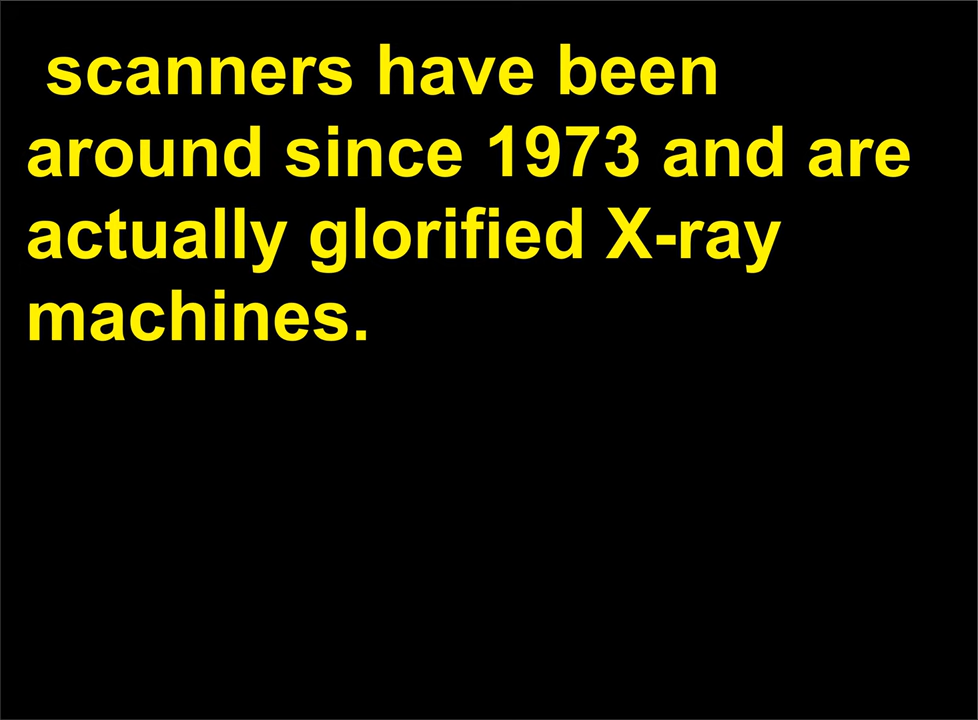 scanners have been
around since 1973 and are
actually glorified X-ray
machines.